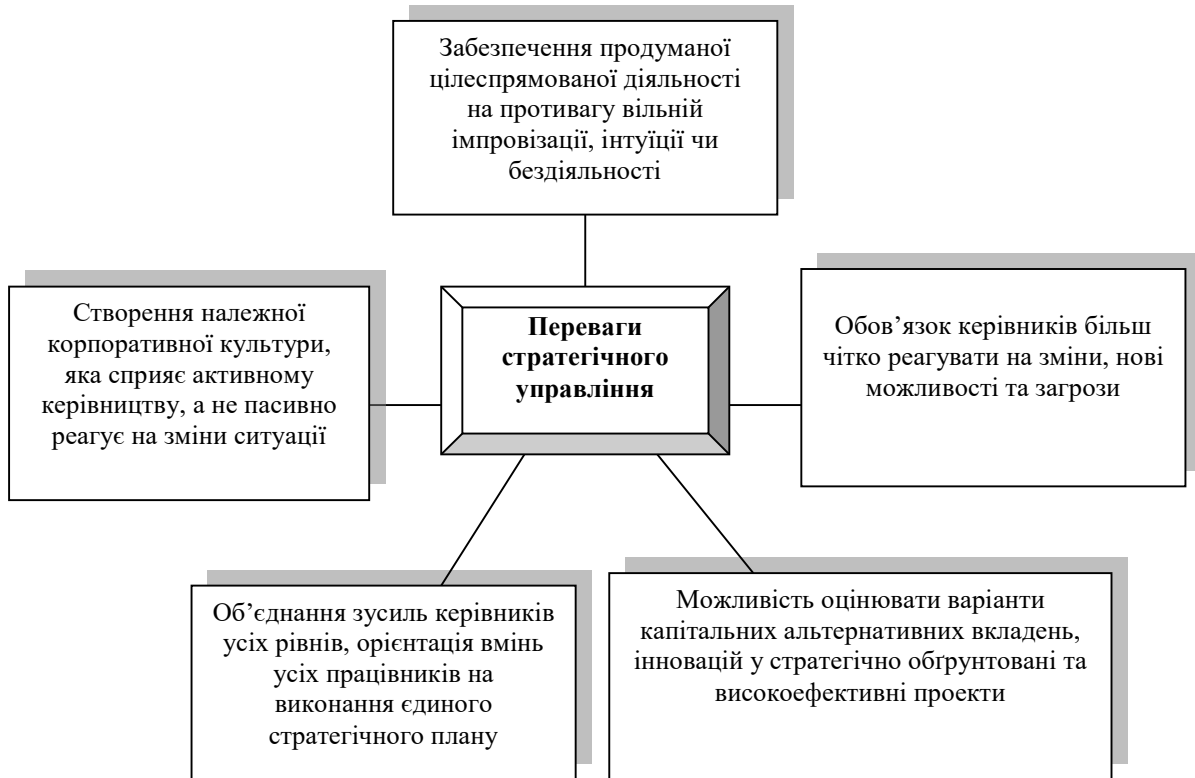 Забезпечення продуманої
цілеспрямованої діяльності
на противагу вільній
імпровізації, інтуїції чи
бездіяльності
Створення належної
корпоративної культури,
яка сприяє активному
керівництву, а не пасивно
реагує на зміни ситуації
Переваги
стратегічного
управління
Обов’язок керівників більш
чітко реагувати на зміни, нові
можливості та загрози
Об’єднання зусиль керівників
усіх рівнів, орієнтація вмінь
усіх працівників на
виконання єдиного
стратегічного плану
Можливість оцінювати варіанти
капітальних альтернативних вкладень,
інновацій у стратегічно обґрунтовані та
високоефективні проекти